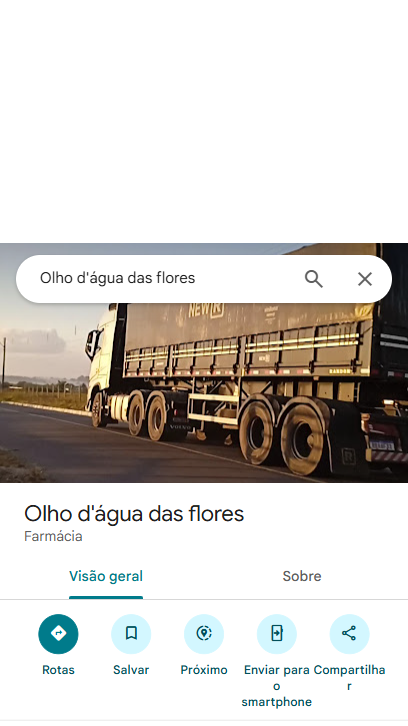 Olho d'água das flores
NEW R
RANDON
Olho d'água das flores
Farmácia
Visão geral
Sobre
Rotas
Salvar
Próximo
Enviar para
o
smartphone
Compartilha
r